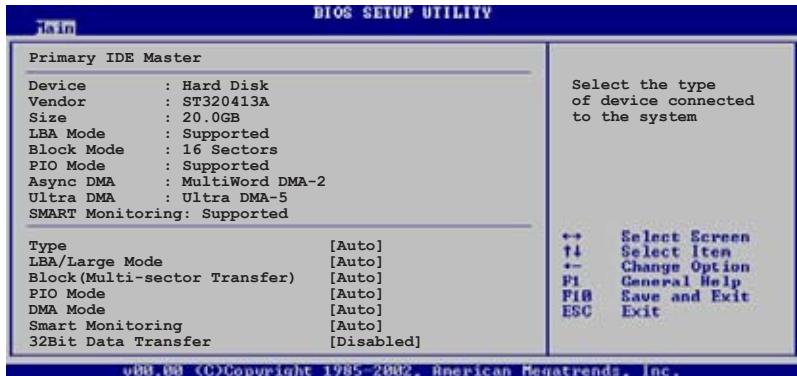 BIOS SETUP UTILITY
Main
Primary IDE Master
Device : Hard Disk
Vendor : ST320413A
Size : 20.0GB
LBA Mode : Supported
Block Mode : 16 Sectors
PIO Mode : Supported
Async DMA : MultiWord DMA-2
Ultra DMA : Ultra DMA-5
SMART Monitoring: Supported
Type [Auto]
LBA/Large Mode [Auto]
Block(Multi-sector Transfer) [Auto]
PIO Mode [Auto]
DMA Mode [Auto]
Smart Monitoring [Auto]
32Bit Data Transfer [Disabled]
Select the type
of device connected
to the system
↔ Select Screen
↑↓ Select Item
+- Change Option
F1 General Help
F10 Save and Exit
ESC Exit
v00.00 (C)Copyright 1985-2002, American Megatrends, Inc.